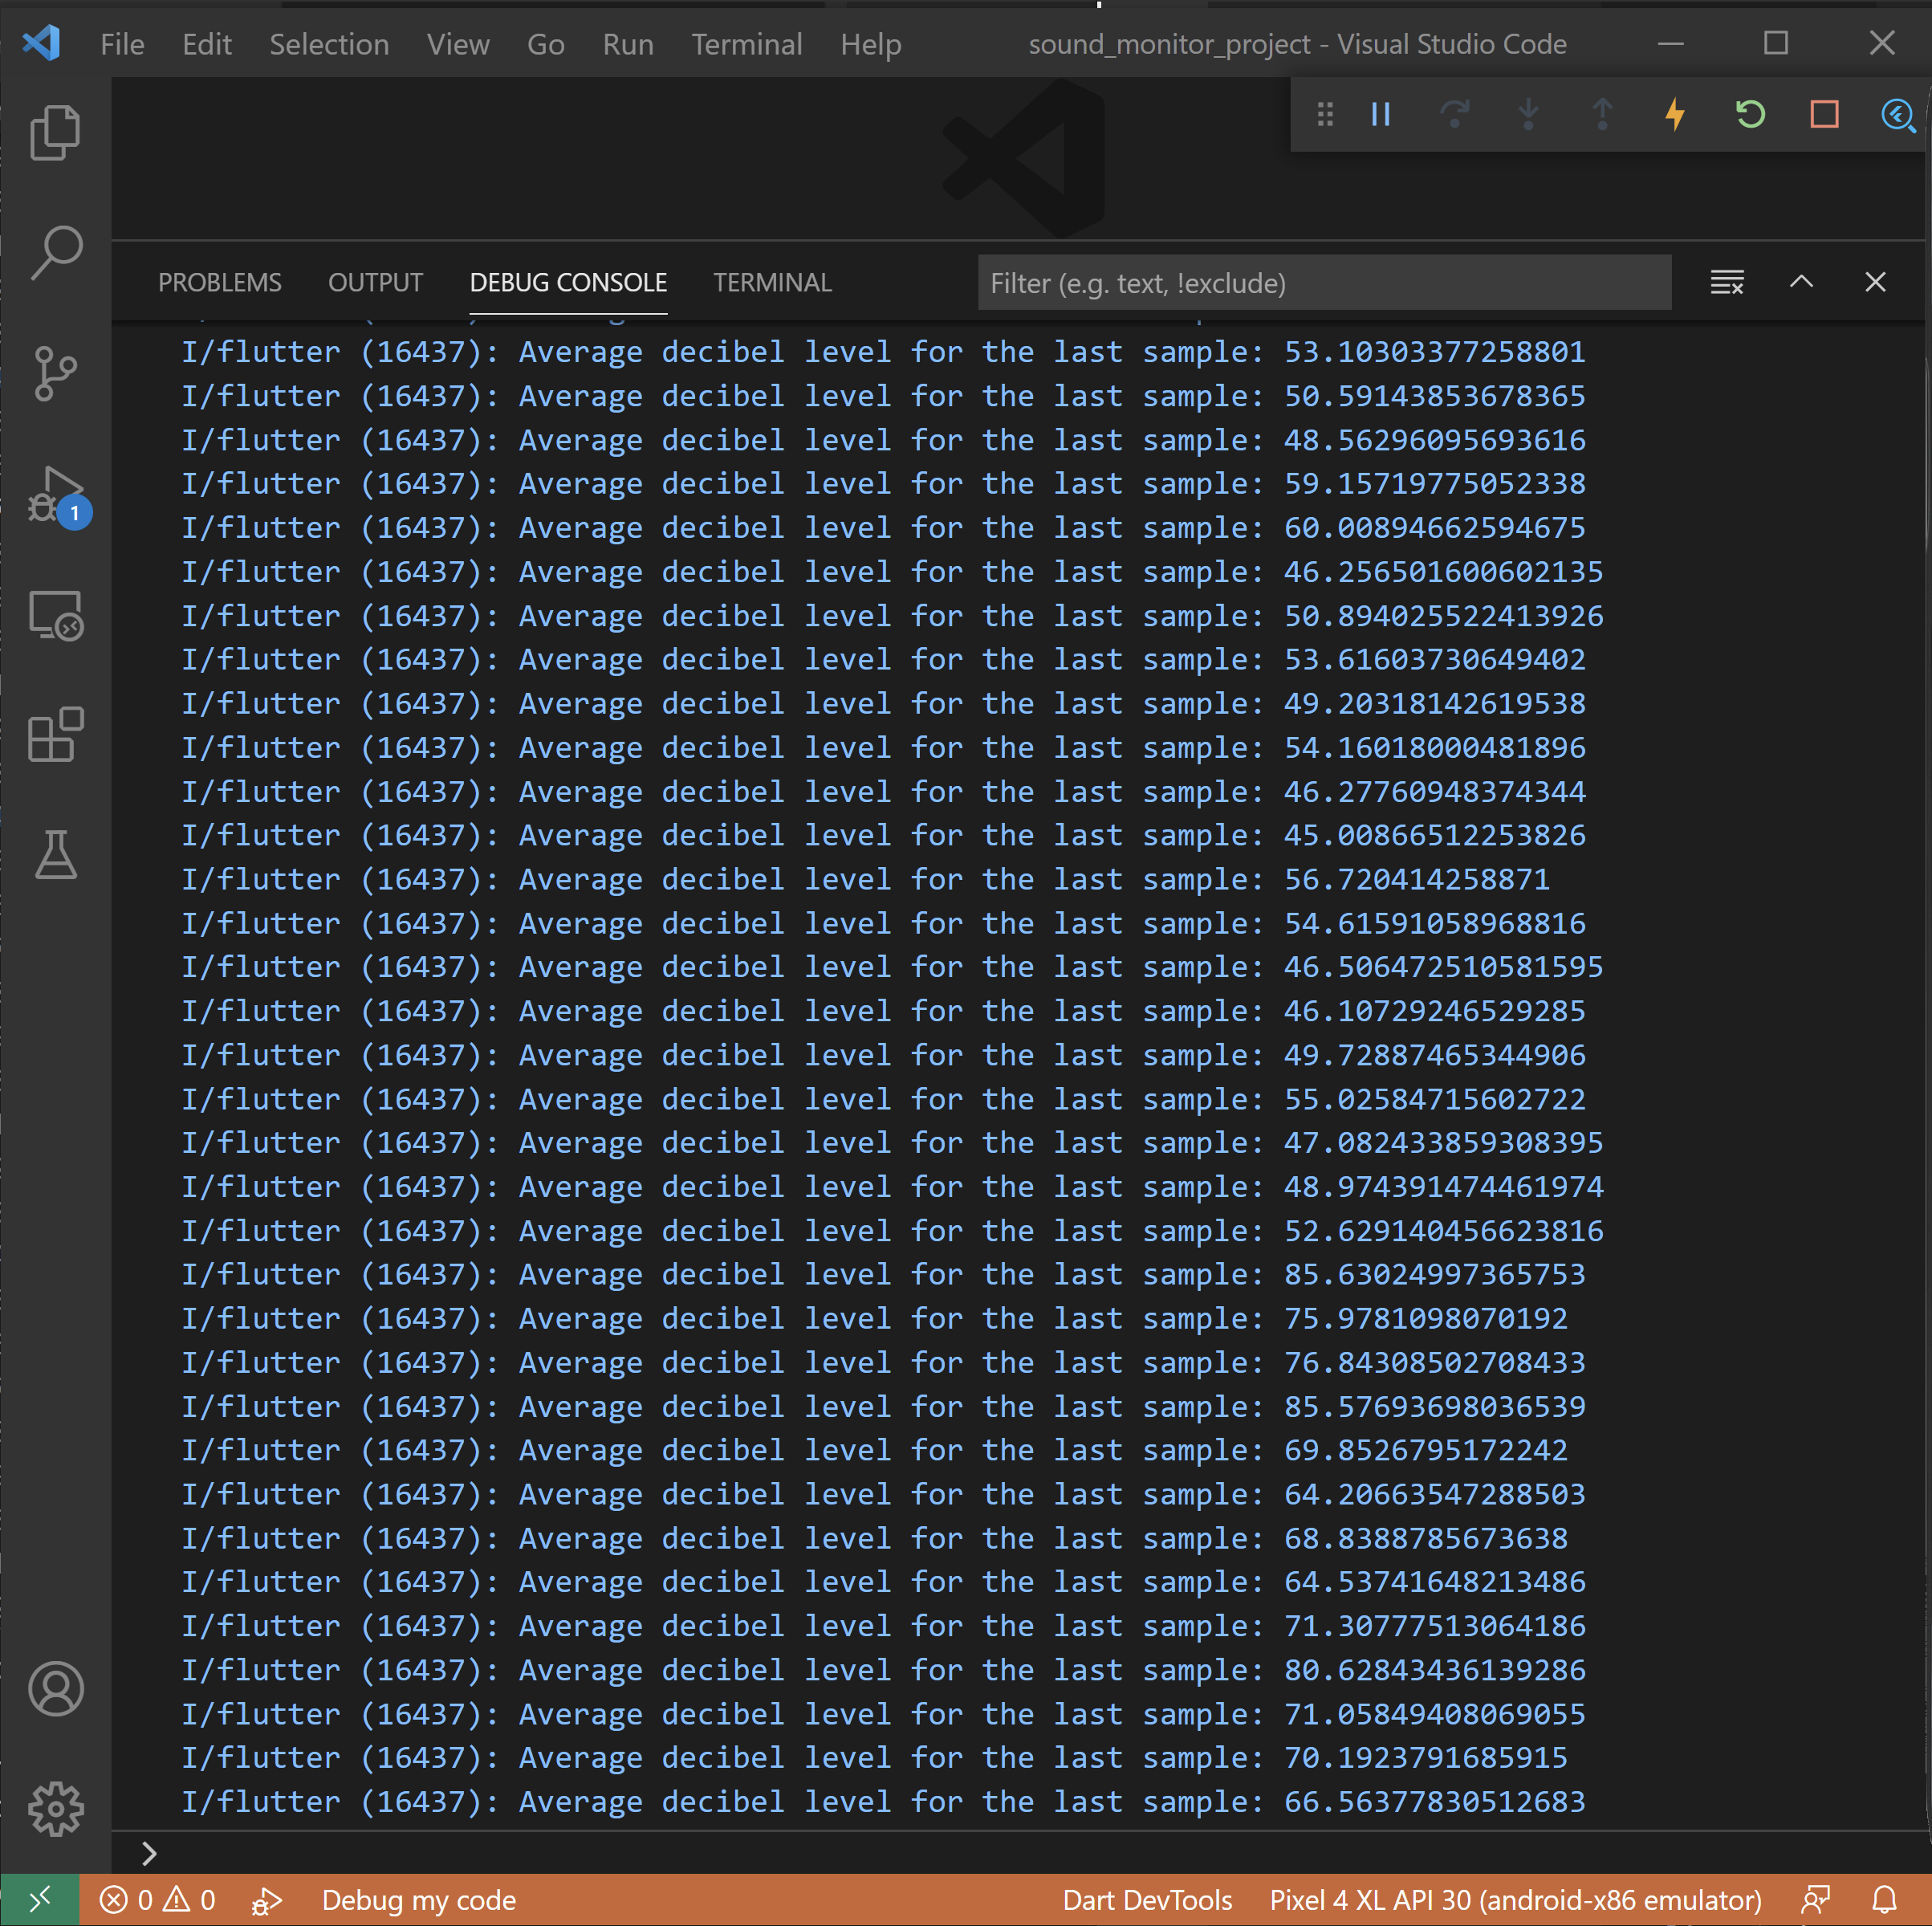 File Edit Selection View Go Run Terminal Help sound_monitor_project - Visual Studio Code
PROBLEMS OUTPUT DEBUG CONSOLE TERMINAL Filter (e.g. text, !exclude)
I/flutter (16437): Average decibel level for the last sample: 53.10303377258801
I/flutter (16437): Average decibel level for the last sample: 50.59143853678365
I/flutter (16437): Average decibel level for the last sample: 48.56296095693616
I/flutter (16437): Average decibel level for the last sample: 59.15719775052338
I/flutter (16437): Average decibel level for the last sample: 60.00894662594675
I/flutter (16437): Average decibel level for the last sample: 46.256501600602135
I/flutter (16437): Average decibel level for the last sample: 50.894025522413926
I/flutter (16437): Average decibel level for the last sample: 53.61603730649402
I/flutter (16437): Average decibel level for the last sample: 49.20318142619538
I/flutter (16437): Average decibel level for the last sample: 54.16018000481896
I/flutter (16437): Average decibel level for the last sample: 46.27760948374344
I/flutter (16437): Average decibel level for the last sample: 45.00866512253826
I/flutter (16437): Average decibel level for the last sample: 56.720414258871
I/flutter (16437): Average decibel level for the last sample: 54.61591058968816
I/flutter (16437): Average decibel level for the last sample: 46.506472510581595
I/flutter (16437): Average decibel level for the last sample: 46.10729246529285
I/flutter (16437): Average decibel level for the last sample: 49.72887465344906
I/flutter (16437): Average decibel level for the last sample: 55.02584715602722
I/flutter (16437): Average decibel level for the last sample: 47.082433859308395
I/flutter (16437): Average decibel level for the last sample: 48.974391474461974
I/flutter (16437): Average decibel level for the last sample: 52.629140456623816
I/flutter (16437): Average decibel level for the last sample: 85.63024997365753
I/flutter (16437): Average decibel level for the last sample: 75.9781098070192
I/flutter (16437): Average decibel level for the last sample: 76.84308502708433
I/flutter (16437): Average decibel level for the last sample: 85.57693698036539
I/flutter (16437): Average decibel level for the last sample: 69.8526795172242
I/flutter (16437): Average decibel level for the last sample: 64.20663547288503
I/flutter (16437): Average decibel level for the last sample: 68.8388785673638
I/flutter (16437): Average decibel level for the last sample: 64.53741648213486
I/flutter (16437): Average decibel level for the last sample: 71.30777513064186
I/flutter (16437): Average decibel level for the last sample: 80.62843436139286
I/flutter (16437): Average decibel level for the last sample: 71.05849408069055
I/flutter (16437): Average decibel level for the last sample: 70.1923791685915
I/flutter (16437): Average decibel level for the last sample: 66.56377830512683
1
0 0 Debug my code Dart DevTools Pixel 4 XL API 30 (android-x86 emulator)